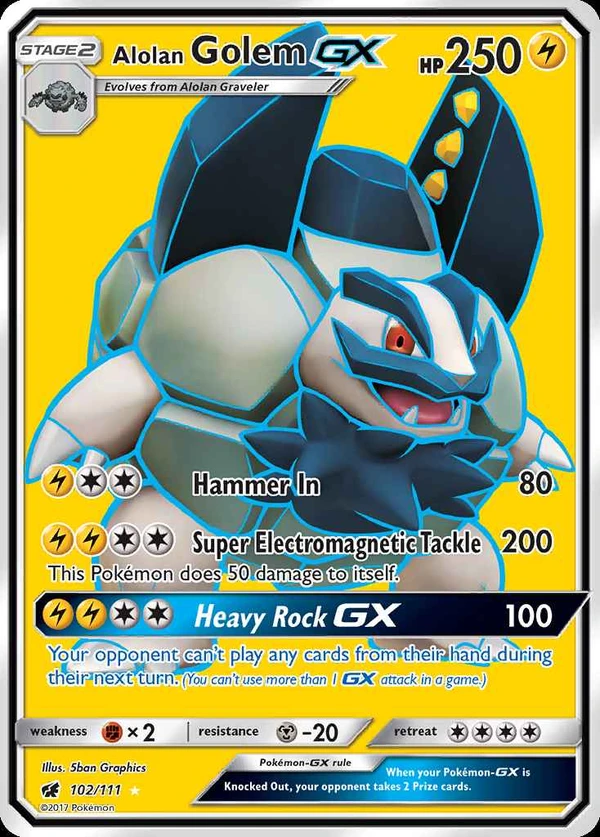 STAGE2 Alolan Golem GX HP250
Evolves from Alolan Graveler
Hammer In 80
Super Electromagnetic Tackle 200
This Pokémon does 50 damage to itself.
Heavy Rock GX 100
Your opponent can't play any cards from their hand during
their next turn. (You can't use more than 1 GX attack in a game.)
weakness ×2 resistance -20 retreat
Illus. 5ban Graphics
102/111
©2017 Pokémon
Pokémon-GX rule
When your Pokémon-GX is
Knocked Out, your opponent takes 2 Prize cards.